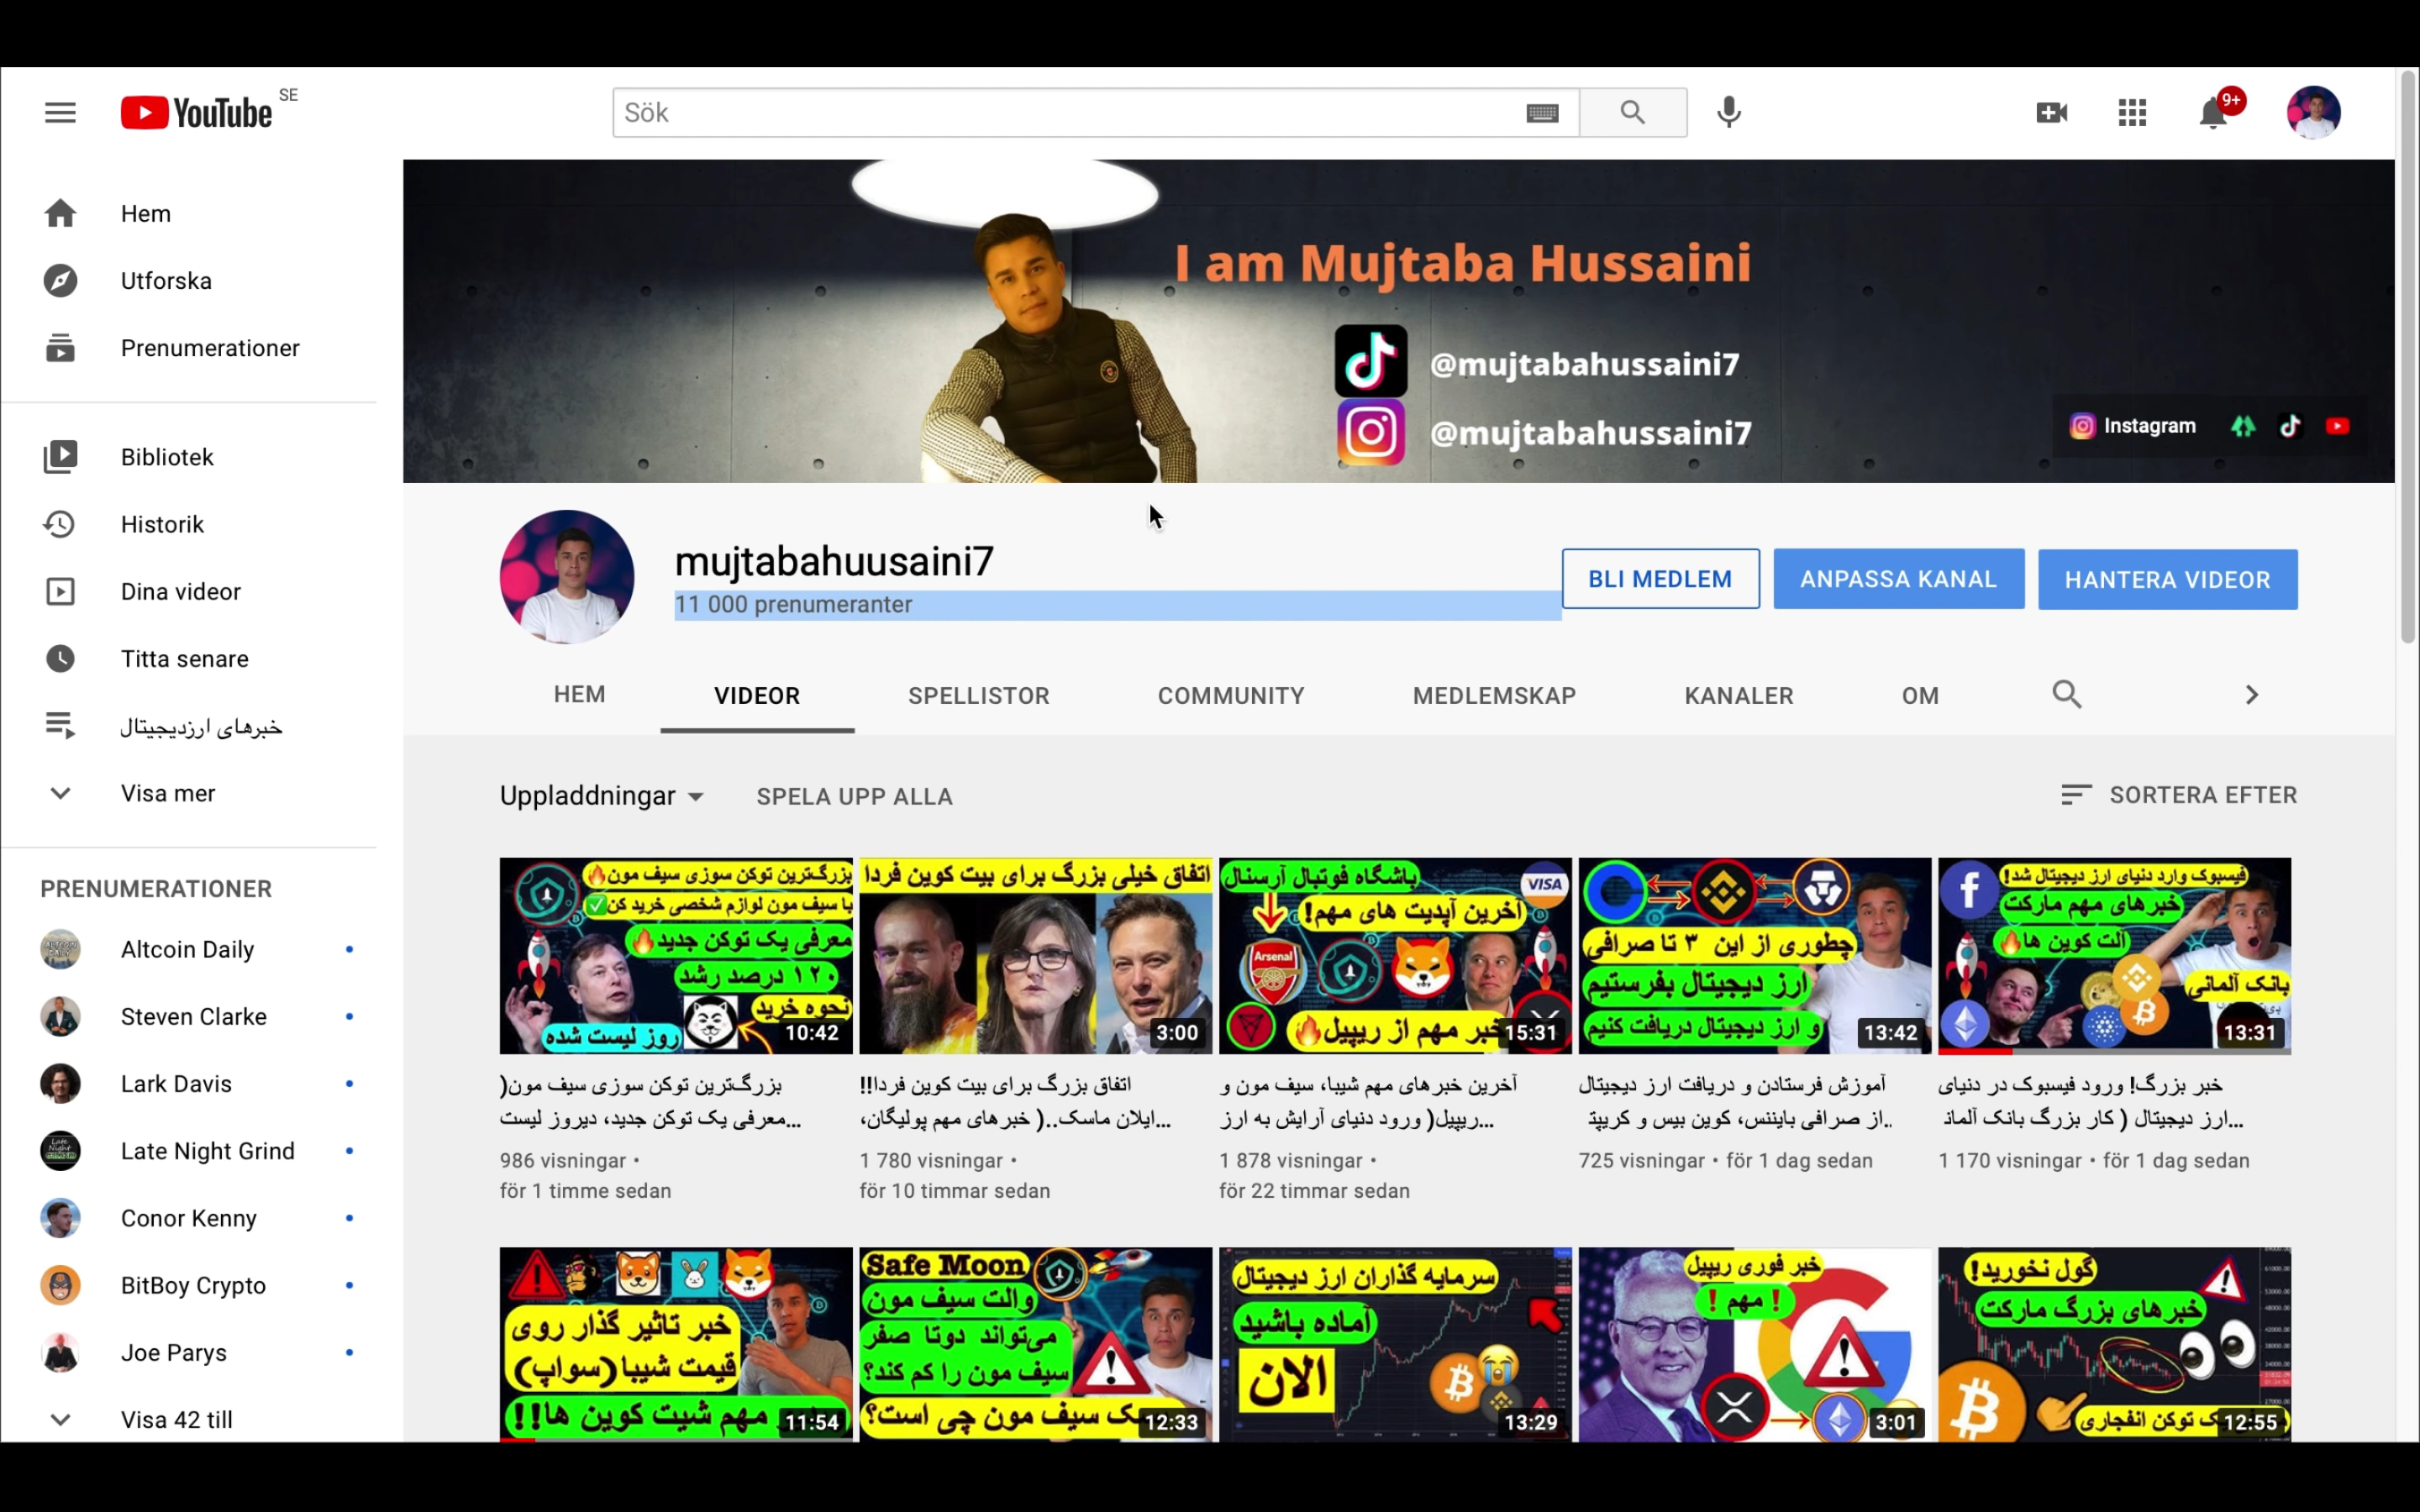 YouTube SE
Sök
9+
Hem
Utforska
Prenumerationer
Bibliotek
Historik
Dina videor
Titta senare
خبرهای ارزدیجیتال
Visa mer
PRENUMERATIONER
Altcoin Daily
Steven Clarke
Lark Davis
Late Night Grind
Conor Kenny
BitBoy Crypto
Joe Parys
Visa 42 till
I am Mujtaba Hussaini
@mujtabahussaini7
@mujtabahussaini7
Instagram
mujtabahuusaini7
11 000 prenumeranter
BLI MEDLEM
ANPASSA KANAL
HANTERA VIDEOR
HEM
VIDEOR
SPELLISTOR
COMMUNITY
MEDLEMSKAP
KANALER
OM
Uppladdningar
SPELA UPP ALLA
SORTERA EFTER
بزرگ‌ترین توکن سوزی سیف مون
با سیف مون لوازم شخصی خرید کن
معرفی یک توکن جدید
۱۲۰ درصد رشد
نحوه خرید
روز لیست شده
10:42
بزرگ‌ترین توکن سوزی سیف مون(
معرفی یک توکن جدید، دیروز لیست...
986 visningar •
för 1 timme sedan
اتفاق خیلی بزرگ برای بیت کوین فردا
3:00
اتفاق بزرگ برای بیت کوین فردا!!
ایلان ماسک..( خبرهای مهم پولیگان،...
1 780 visningar •
för 10 timmar sedan
باشگاه فوتبال آرسنال
VISA
آخرین آپدیت های مهم!
Arsenal
خبر مهم از ریپپل
15:31
آخرین خبرهای مهم شیبا، سیف مون و
ریپپل( ورود دنیای آرایش به ارز...
1 878 visningar •
för 22 timmar sedan
چطوری از این ۳ تا صرافی
ارز دیجیتال بفرستیم
و ارز دیجیتال دریافت کنیم
13:42
آموزش فرستادن و دریافت ارز دیجیتال
از صرافی بایننس، کوین بیس و کریپتو...
725 visningar • för 1 dag sedan
فیسبوک وارد دنیای ارز دیجیتال شد!
خبرهای مهم مارکت
آلت کوین ها
بانک آلمانی
13:31
خبر بزرگ! ورود فیسبوک در دنیای
ارز دیجیتال ( کار بزرگ بانک آلماند...
1 170 visningar • för 1 dag sedan
خبر تاثیر گذار روی
قیمت شیبا(سواپ)
مهم شیت کوین ها!!
11:54
Safe Moon
والت سیف مون
می‌تواند دوتا صفر
سیف مون را کم کند؟
سیف مون چی است؟
12:33
سرمایه گذاران ارز دیجیتال
آماده باشید
الان
13:29
خبر فوری ریپپل
! مهم !
3:01
گول نخورید!
خبرهای بزرگ مارکت
توکن انفجاری
12:55